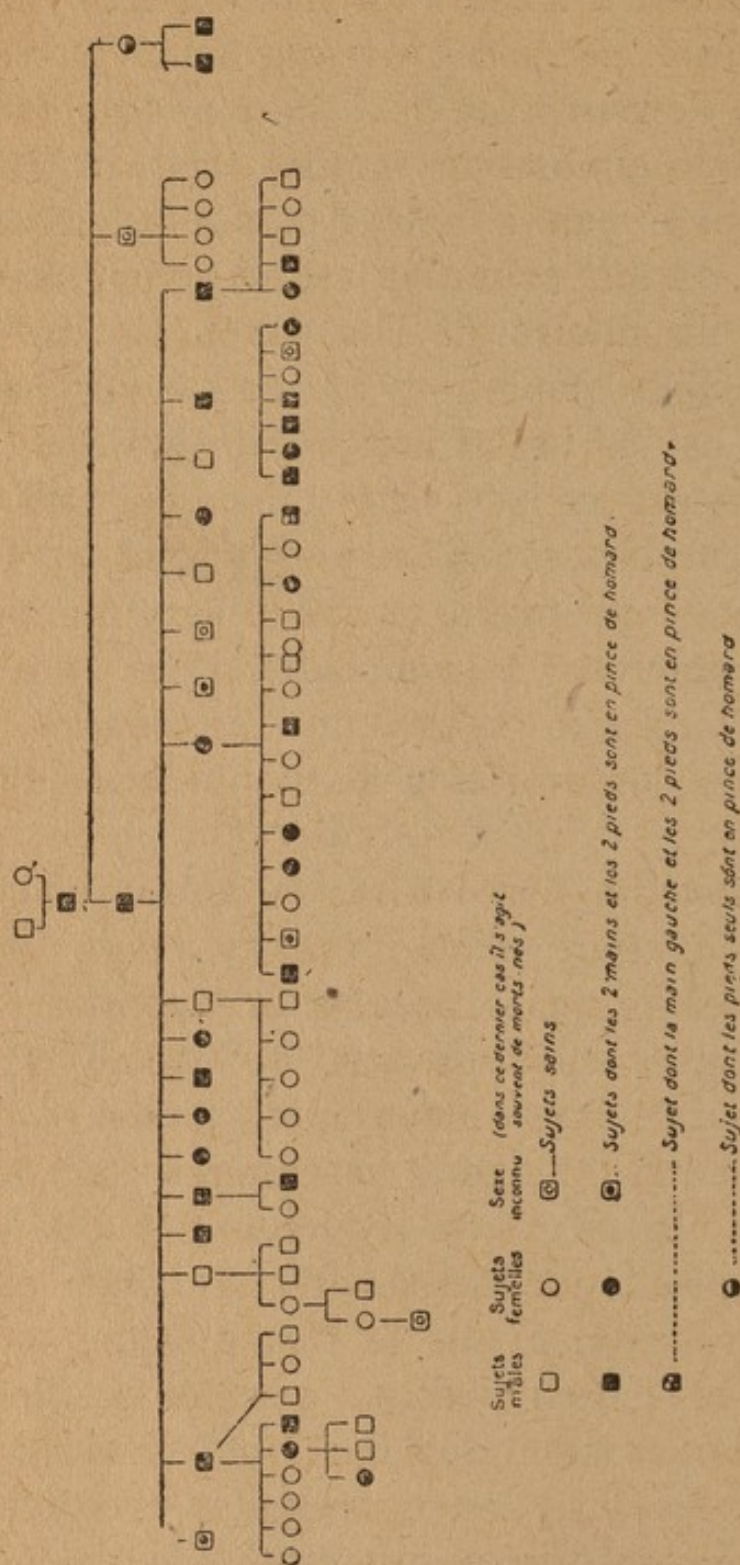 Sujets mâles
Sujets femelles
Sexe inconnu (dans ce dernier cas il s'agit souvent de morts-nés)
Sujets sains
Sujets dont les 2 mains et les 2 pieds sont en pince de homard.
Sujet dont la main gauche et les 2 pieds sont en pince de homard.
Sujet dont les pieds seuls sont en pince de homard